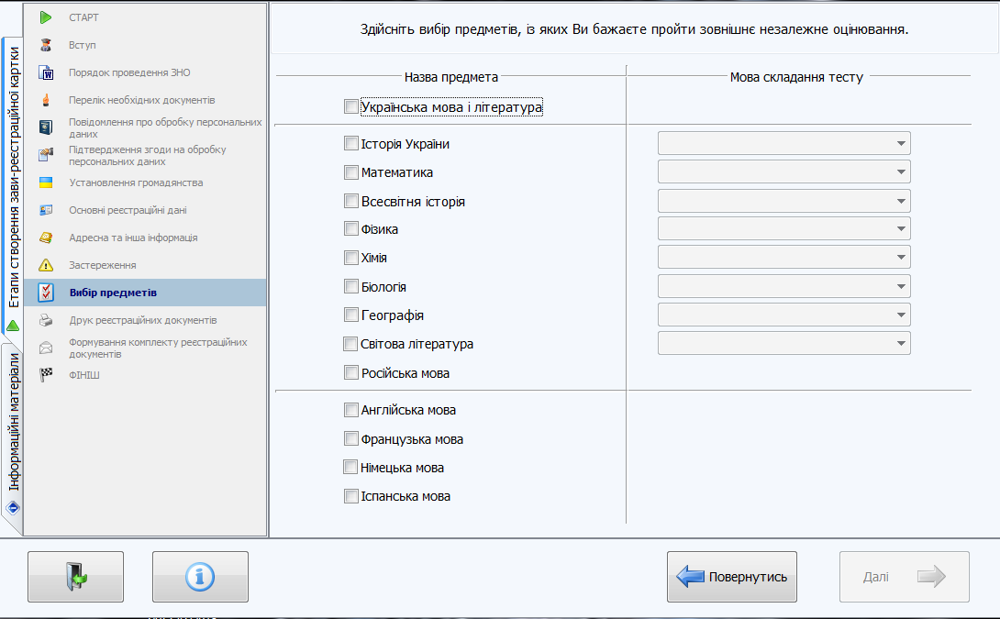 Етапи створення зави-реєстраційної картки
Інформаційні матеріали
СТАРТ
Вступ
Порядок проведення ЗНО
Перелік необхідних документів
Повідомлення про обробку персональних
даних
Підтвердження згоди на обробку
персональних даних
Установлення громадянства
Основні реєстраційні дані
Адресна та інша інформація
Застереження
Вибір предметів
Друк реєстраційних документів
Формування комплекту реєстраційних
документів
ФІНІШ
Здійсніть вибір предметів, із яких Ви бажаєте пройти зовнішнє незалежне оцінювання.
Назва предмета
Мова складання тесту
Українська мова і література
Історія України
Математика
Всесвітня історія
Фізика
Хімія
Біологія
Географія
Світова література
Російська мова
Англійська мова
Французька мова
Німецька мова
Іспанська мова
Повернутись
Далі